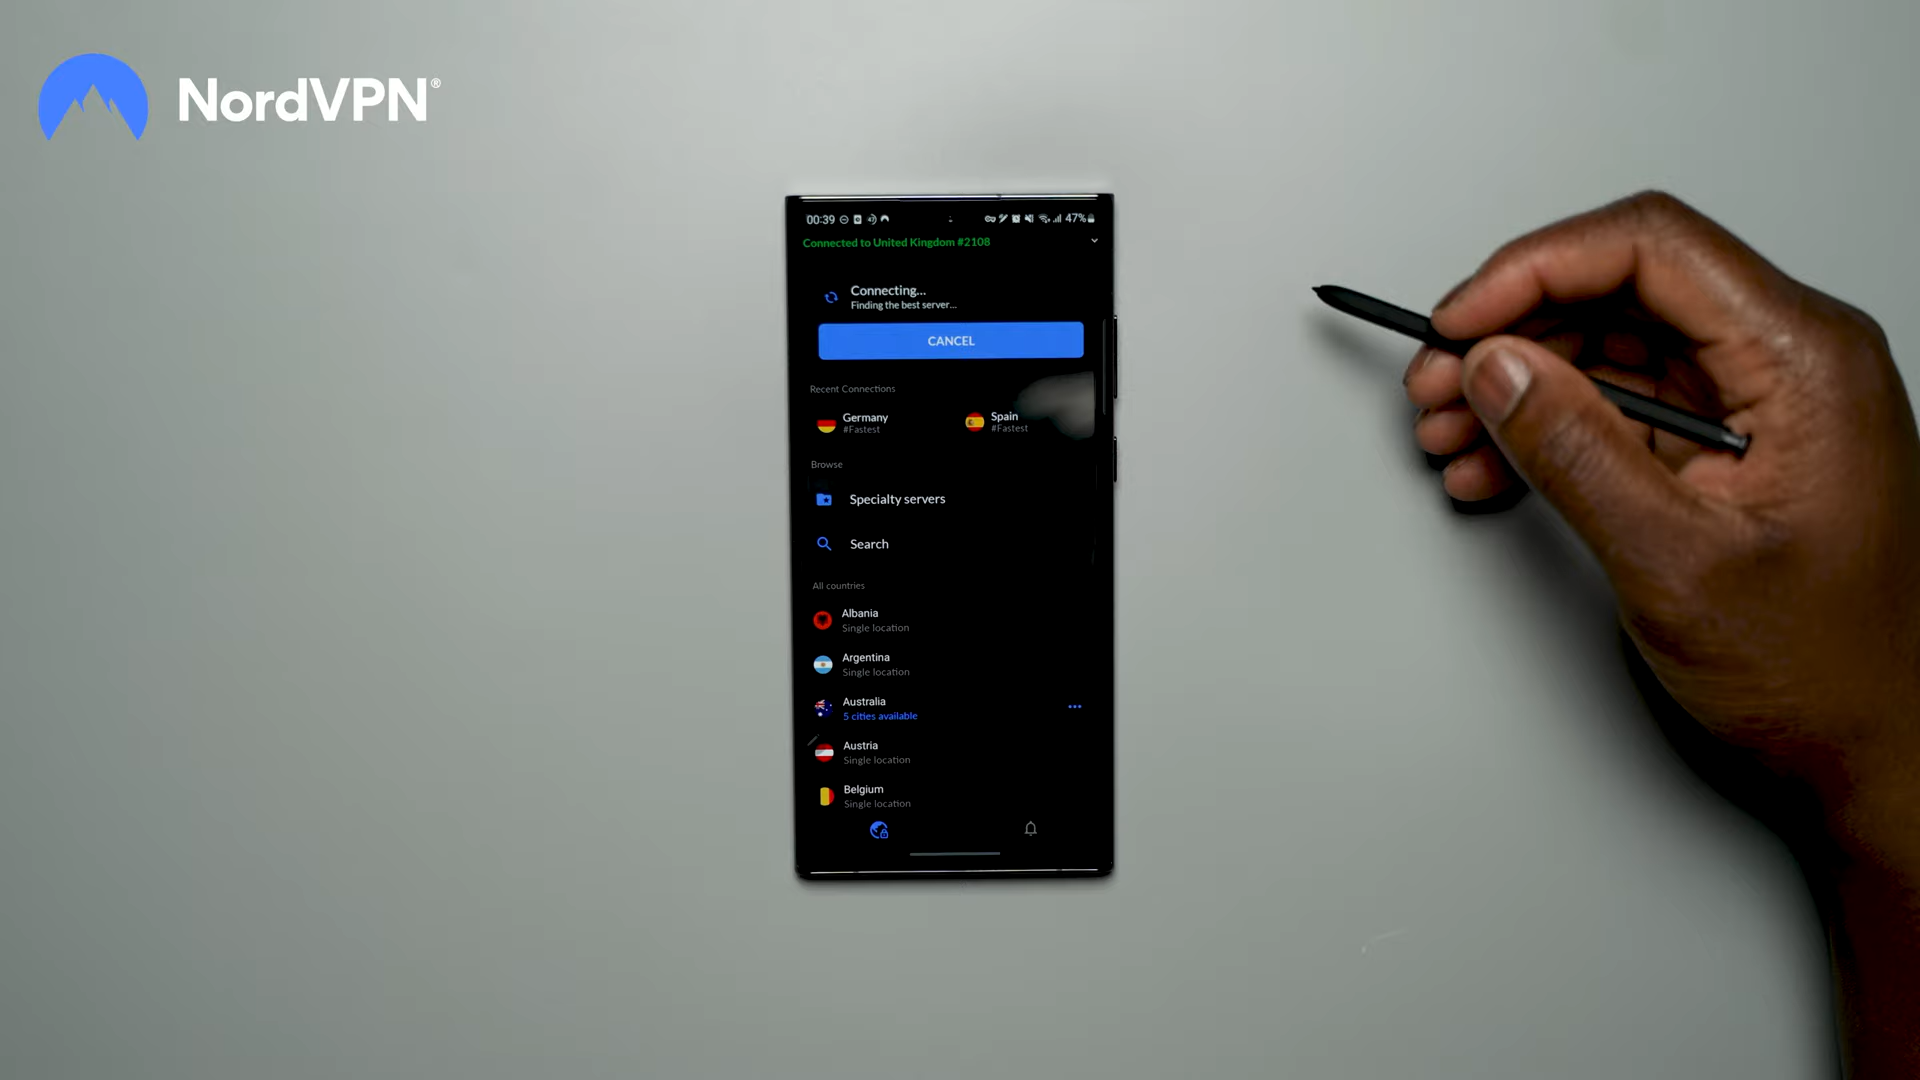 NordVPN®
00:39
47%
Connected to United Kingdom #2108
Connecting...
Finding the best server...
CANCEL
Recent Connections
Germany
#Fastest
Spain
#Fastest
Browse
Specialty servers
Search
All countries
Albania
Single location
Argentina
Single location
Australia
5 cities available
Austria
Single location
Belgium
Single location